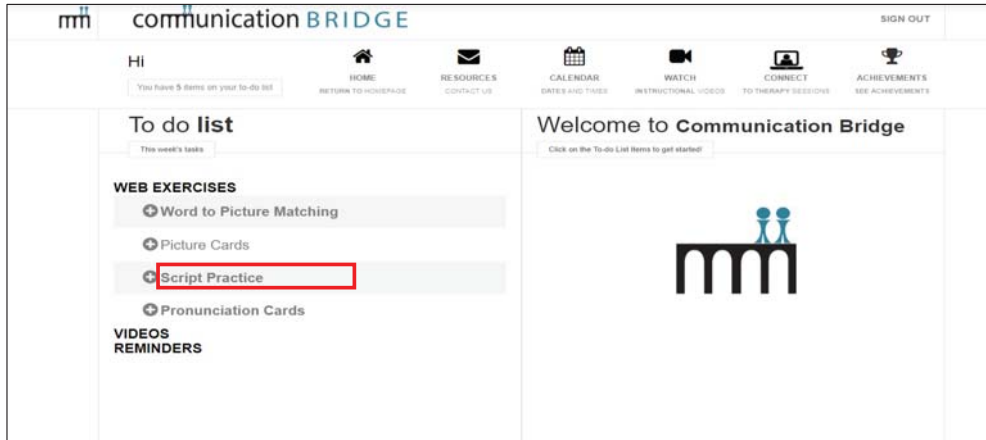 communication BRIDGE
SIGN OUT
Hi
You have 5 items on your to-do list
HOME
RETURN TO HOMEPAGE
RESOURCES
CONTACT US
CALENDAR
DATES AND TIMES
WATCH
INSTRUCTIONAL VIDEOS
CONNECT
TO THERAPY SESSIONS
ACHIEVEMENTS
SEE ACHIEVEMENTS
To do list
This week's tasks
WEB EXERCISES
Word to Picture Matching
Picture Cards
Script Practice
Pronunciation Cards
VIDEOS
REMINDERS
Welcome to Communication Bridge
Click on the To-do List items to get started!